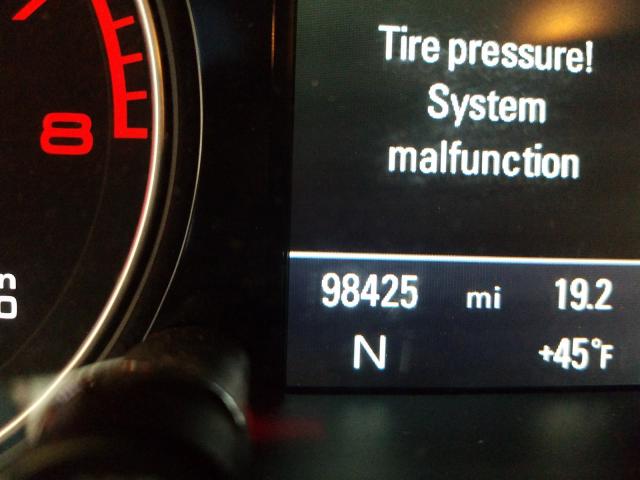 Tire pressure!
System
malfunction
8
98425 mi 19.2
N +45°F